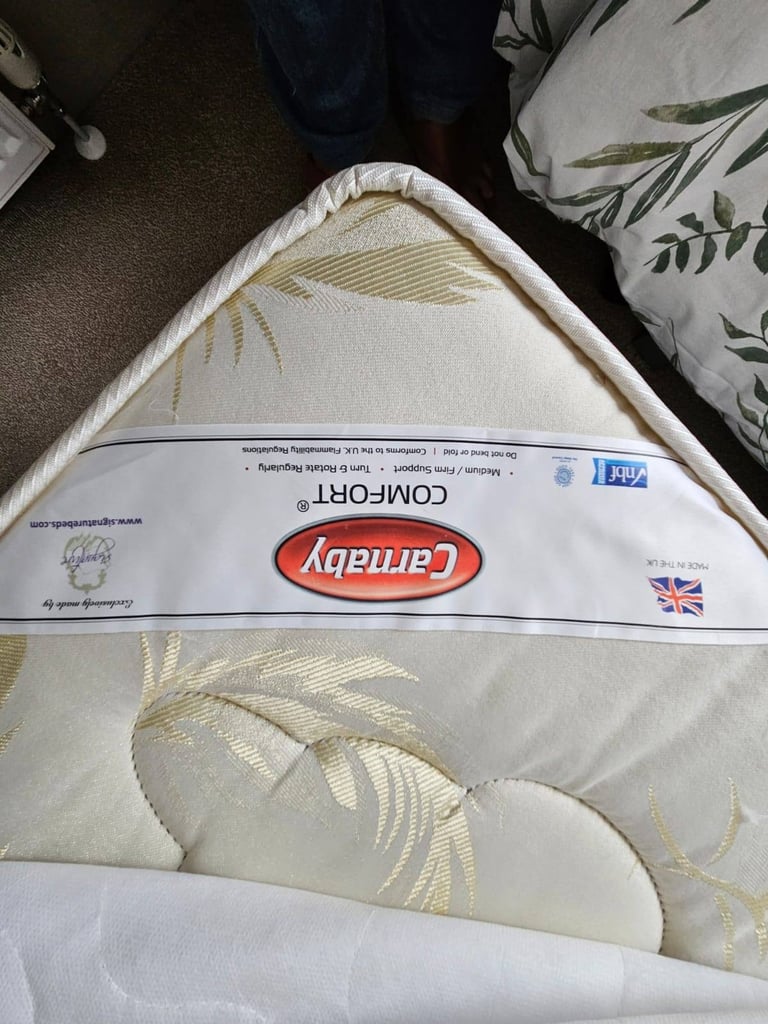 MADE IN THE UK
Carnaby
COMFORT®
• Medium / Firm Support • Turn & Rotate Regularly •
Do not bend or fold | Conforms to the U.K. Flammability Regulations
nbf
Exclusively made by
Signature
www.signaturebeds.com